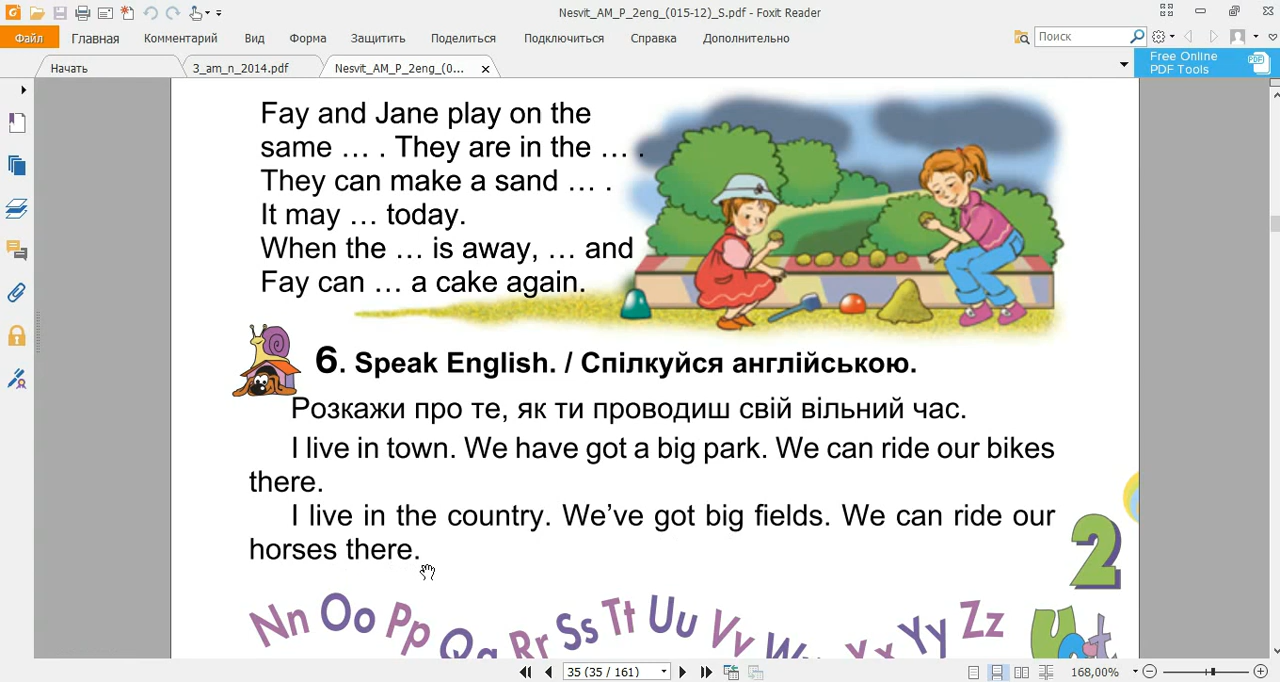 Nesvit_AM_P_2eng_(015-12)_S.pdf - Foxit Reader
Файл Главная Комментарий Вид Форма Защитить Поделиться Подключиться Справка Дополнительно Поиск
Начать 3_am_n_2014.pdf Nesvit_AM_P_2eng_(0...
Free Online
PDF Tools
Fay and Jane play on the
same … . They are in the … .
They can make a sand … .
It may … today.
When the … is away, … and
Fay can … a cake again.
6. Speak English. / Спілкуйся англійською.
Розкажи про те, як ти проводиш свій вільний час.
I live in town. We have got a big park. We can ride our bikes
there.
I live in the country. We’ve got big fields. We can ride our
horses there.
2
Unit
Nn Oo Pp Qq Rr Ss Tt Uu Vv Ww Xx Yy Zz
35 (35 / 161) 168,00%